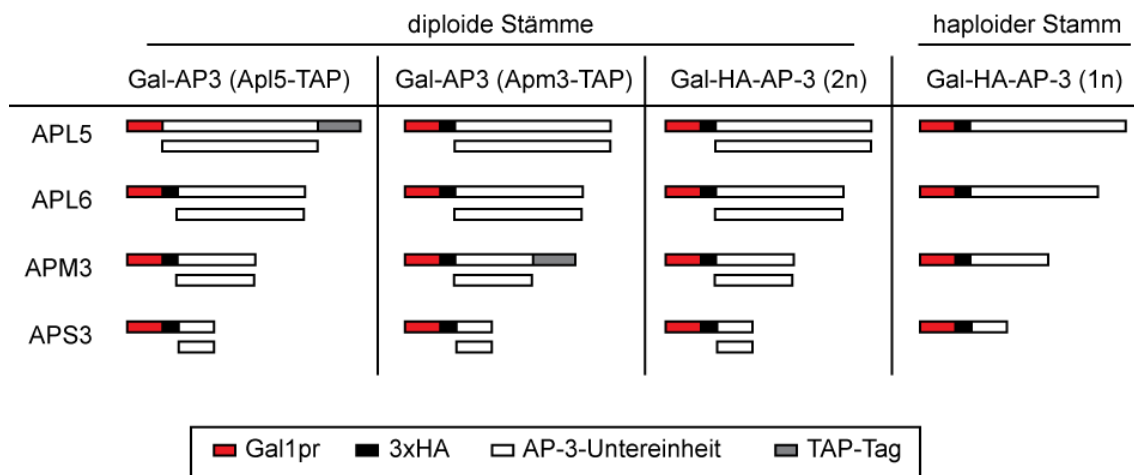 diploide Stämme haploider Stamm
Gal-AP3 (Apl5-TAP) Gal-AP3 (Apm3-TAP) Gal-HA-AP-3 (2n) Gal-HA-AP-3 (1n)
APL5
APL6
APM3
APS3
Gal1pr 3xHA AP-3-Untereinheit TAP-Tag